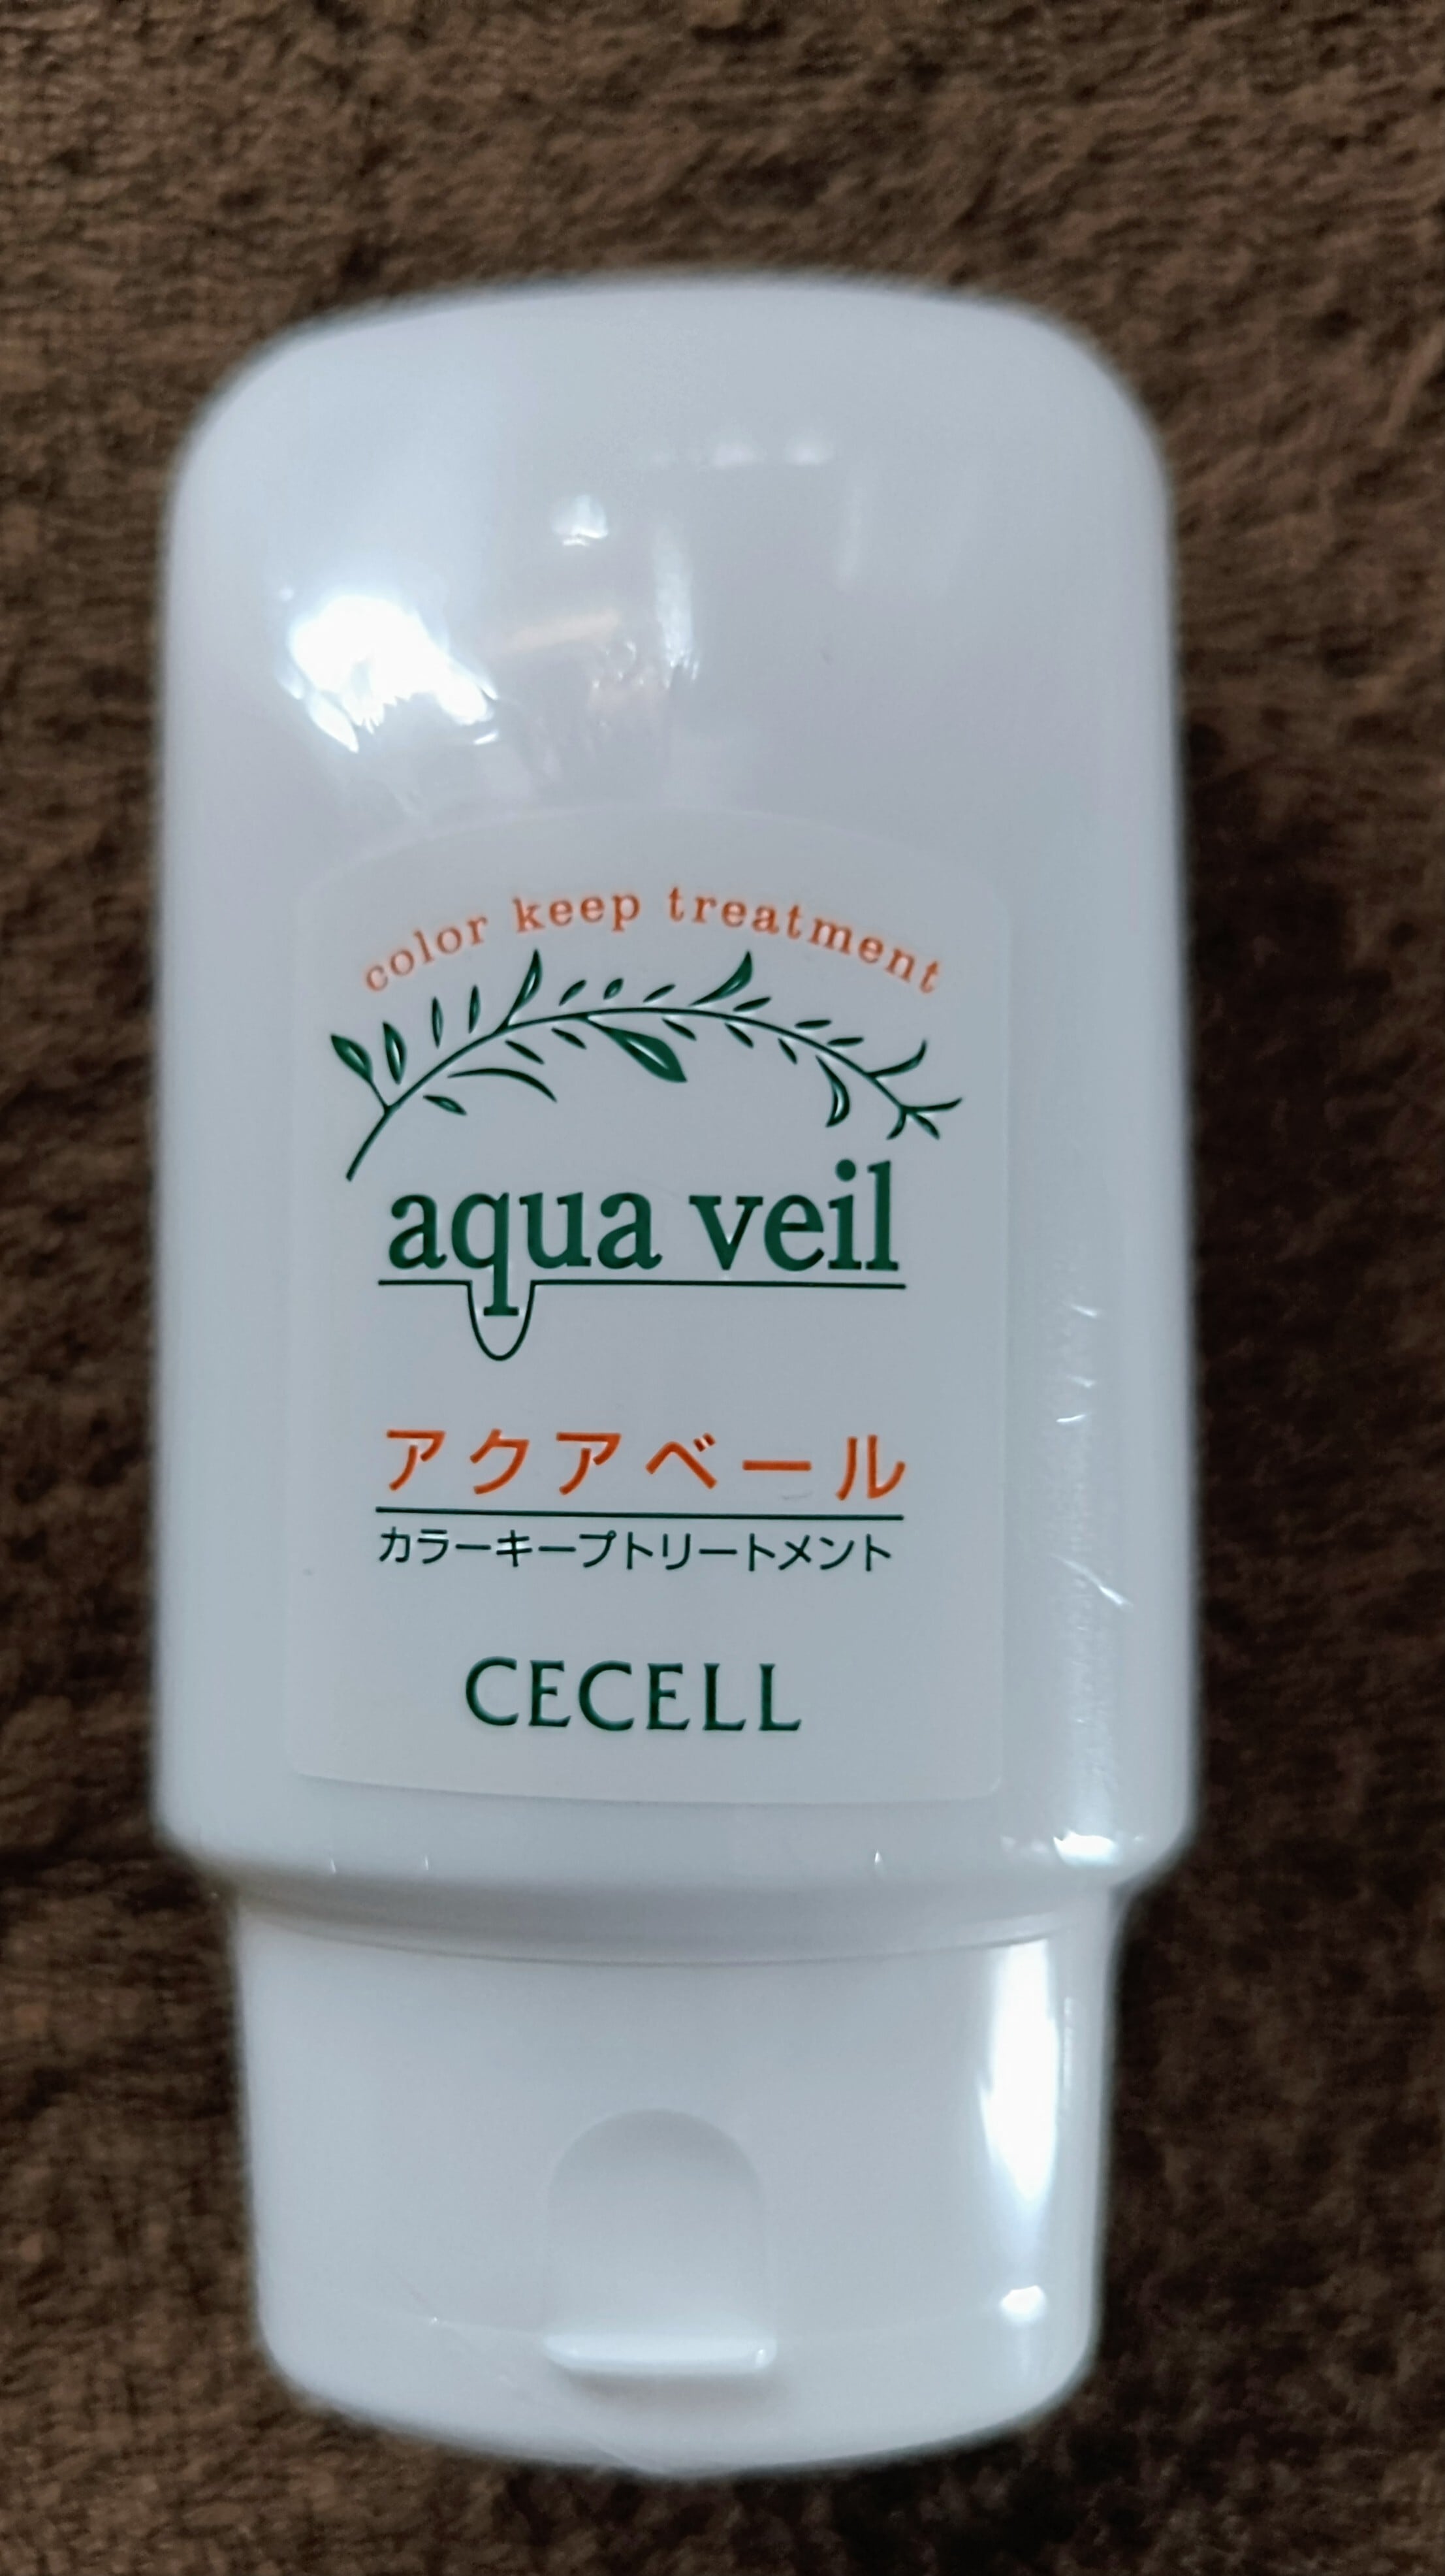 color keep treatment
aqua veil
アクアベール
カラーキープトリートメント
CECELL